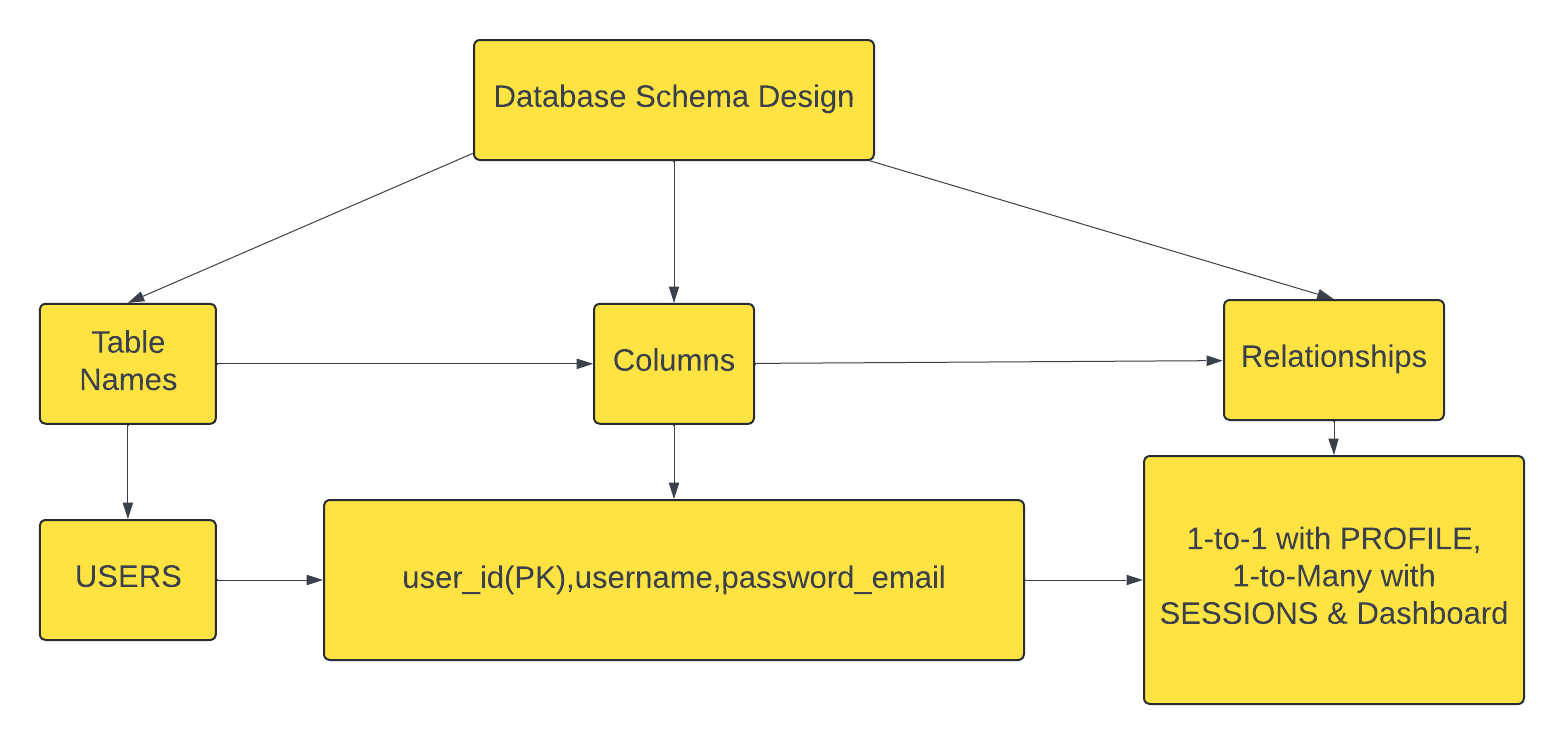 Database Schema Design
Table
Names
Columns
Relationships
USERS
user_id(PK),username,password_email
1-to-1 with PROFILE,
1-to-Many with
SESSIONS & Dashboard